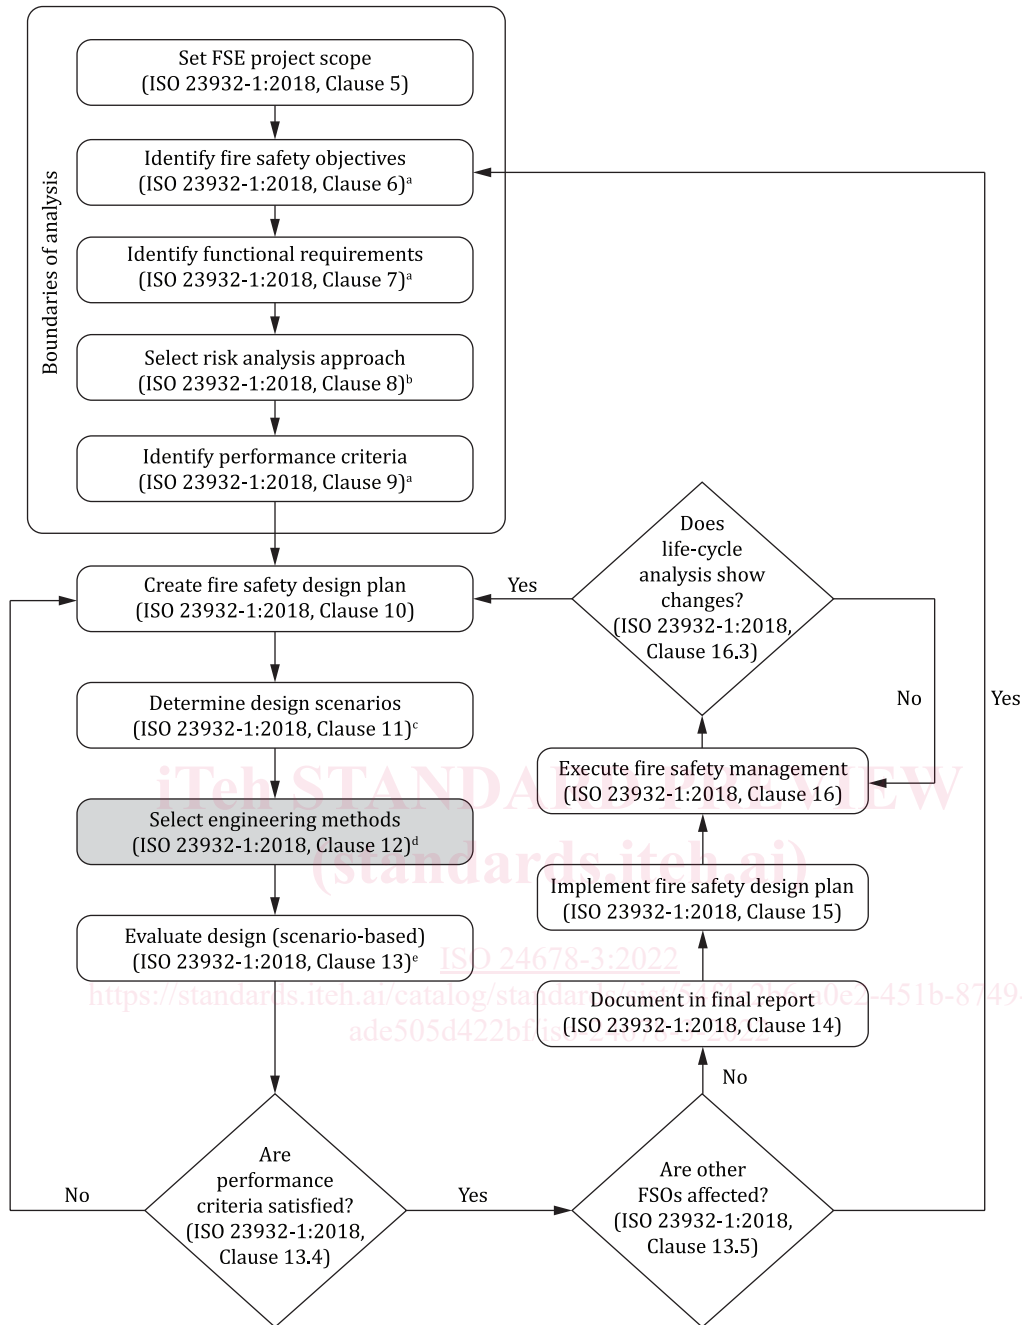 Boundaries of analysis
Set FSE project scope
(ISO 23932-1:2018, Clause 5)
Identify fire safety objectives
(ISO 23932-1:2018, Clause 6)a
Identify functional requirements
(ISO 23932-1:2018, Clause 7)a
Select risk analysis approach
(ISO 23932-1:2018, Clause 8)b
Identify performance criteria
(ISO 23932-1:2018, Clause 9)a
Create fire safety design plan
(ISO 23932-1:2018, Clause 10)
Yes
Does
life-cycle
analysis show
changes?
(ISO 23932-1:2018,
Clause 16.3)
No
Yes
Determine design scenarios
(ISO 23932-1:2018, Clause 11)c
Execute fire safety management
(ISO 23932-1:2018, Clause 16)
iTeh STANDARD PREVIEW
(standards.iteh.ai)
Select engineering methods
(ISO 23932-1:2018, Clause 12)d
Implement fire safety design plan
(ISO 23932-1:2018, Clause 15)
Evaluate design (scenario-based)
(ISO 23932-1:2018, Clause 13)e
ISO 24678-3:2022
Document in final report
(ISO 23932-1:2018, Clause 14)
No
Are
performance
criteria satisfied?
(ISO 23932-1:2018,
Clause 13.4)
No
Yes
Are other
FSOs affected?
(ISO 23932-1:2018,
Clause 13.5)